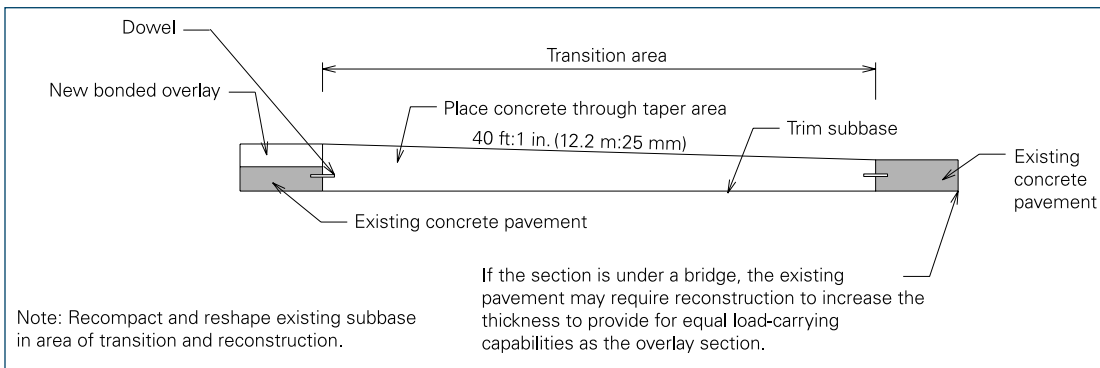 Dowel
Transition area
New bonded overlay
Place concrete through taper area
40 ft:1 in. (12.2 m:25 mm)
Trim subbase
Existing
concrete
pavement
Existing concrete pavement
If the section is under a bridge, the existing
pavement may require reconstruction to increase the
thickness to provide for equal load-carrying
capabilities as the overlay section.
Note: Recompact and reshape existing subbase
in area of transition and reconstruction.